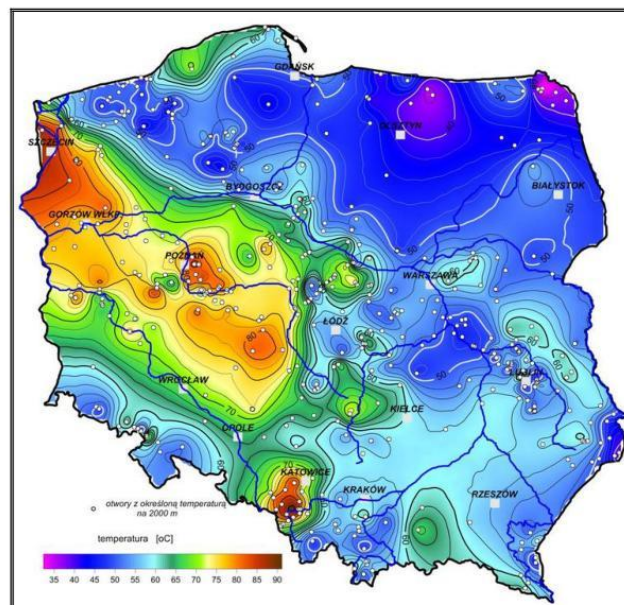 GDAŃSK
SZCZECIN
OLSZTYN
BYDGOSZCZ
BIAŁYSTOK
GORZÓW WLKP.
POZNAŃ
WARSZAWA
ŁÓDŹ
LUBLIN
WROCŁAW
KIELCE
OPOLE
KATOWICE
KRAKÓW
RZESZÓW
otwory z określoną temperaturą
na 2000 m
temperatura [oC]
35 40 45 50 55 60 65 70 75 80 85 90